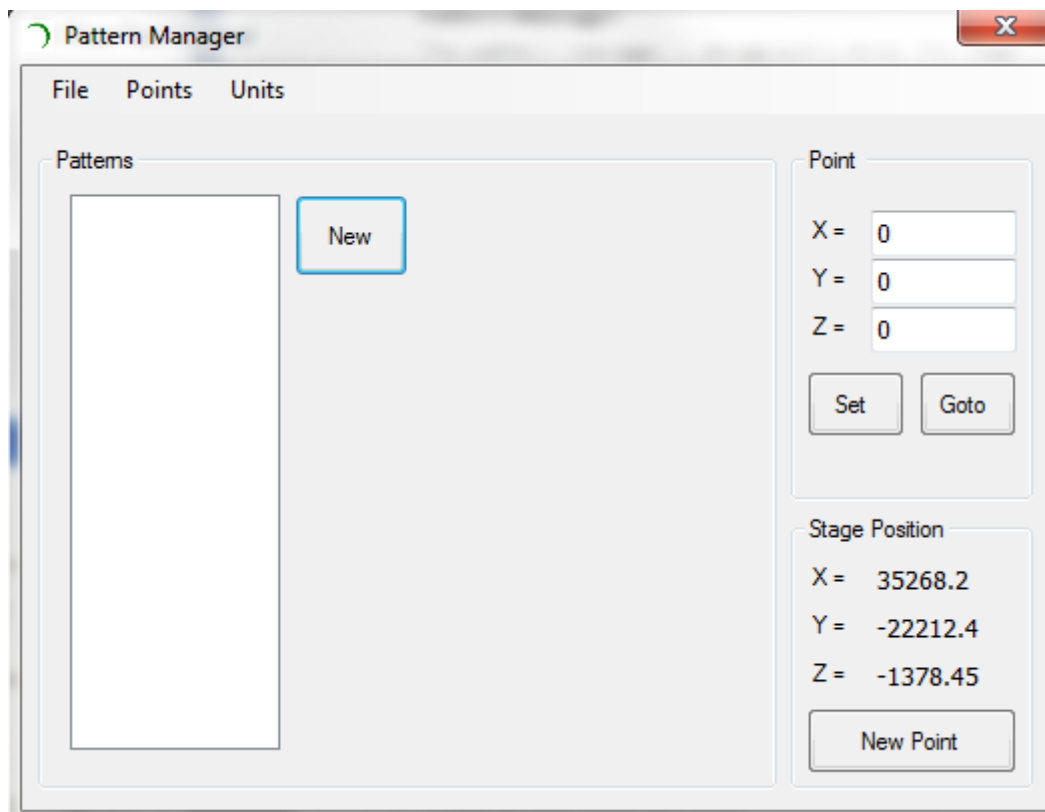 Pattern Manager
File Points Units
Patterns
New
Point
X = 0
Y = 0
Z = 0
Set Goto
Stage Position
X = 35268.2
Y = -22212.4
Z = -1378.45
New Point